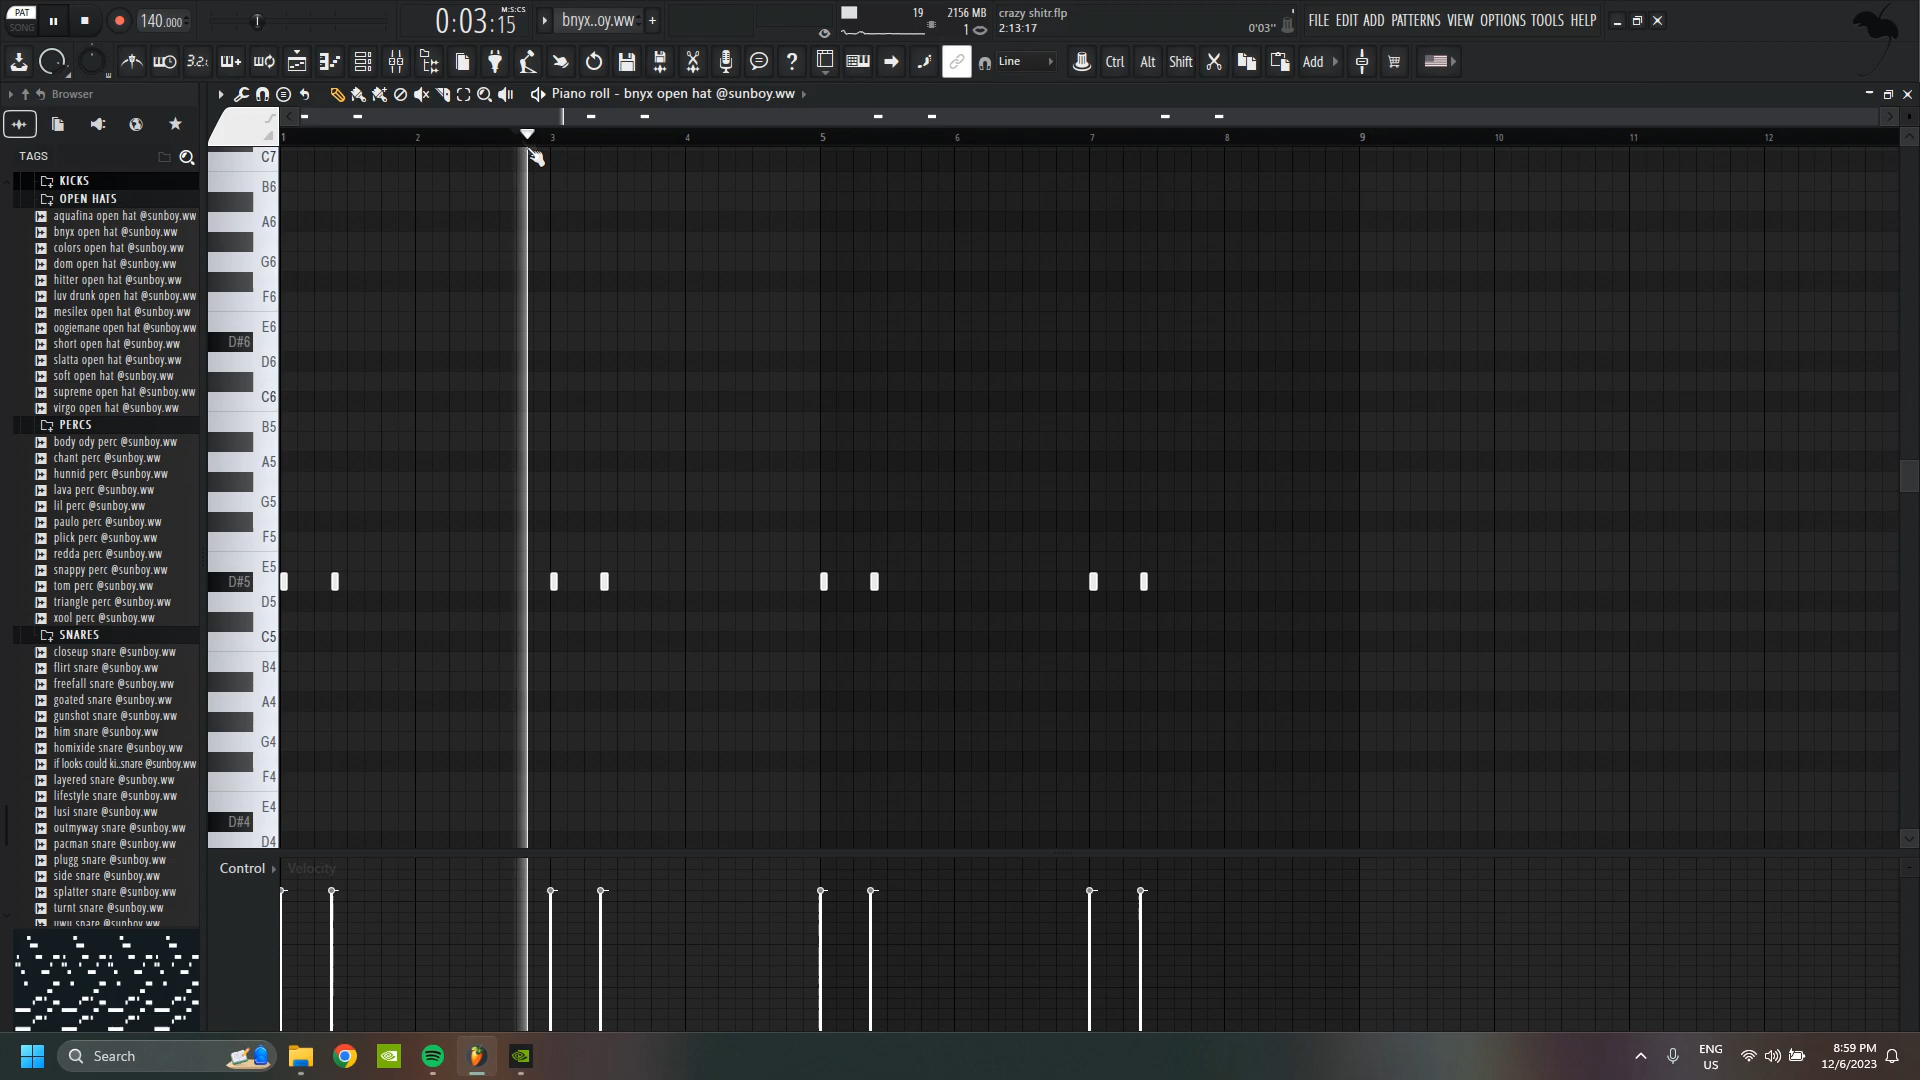 PAT
SONG
140.000
0:03:15
M:S:CS
bnyx..oy.ww
+
19
2156 MB
1
crazy shitr.flp
2:13:17
0'03''
FILE EDIT ADD PATTERNS VIEW OPTIONS TOOLS HELP
3.2.
Line
Ctrl
Alt
Shift
Add
Browser
Piano roll - bnyx open hat @sunboy.ww
1 2 3 4 5 6 7 8 9 10 11 12
TAGS
KICKS
OPEN HATS
aquafina open hat @sunboy.ww
bnyx open hat @sunboy.ww
colors open hat @sunboy.ww
dom open hat @sunboy.ww
hitter open hat @sunboy.ww
luv drunk open hat @sunboy.ww
mesilex open hat @sunboy.ww
oogiemane open hat @sunboy.ww
short open hat @sunboy.ww
slatta open hat @sunboy.ww
soft open hat @sunboy.ww
supreme open hat @sunboy.ww
virgo open hat @sunboy.ww
PERCS
body ody perc @sunboy.ww
chant perc @sunboy.ww
hunnid perc @sunboy.ww
lava perc @sunboy.ww
lil perc @sunboy.ww
paulo perc @sunboy.ww
plick perc @sunboy.ww
redda perc @sunboy.ww
snappy perc @sunboy.ww
tom perc @sunboy.ww
triangle perc @sunboy.ww
xool perc @sunboy.ww
SNARES
closeup snare @sunboy.ww
flirt snare @sunboy.ww
freefall snare @sunboy.ww
goated snare @sunboy.ww
gunshot snare @sunboy.ww
him snare @sunboy.ww
homixide snare @sunboy.ww
if looks could ki..snare @sunboy.ww
layered snare @sunboy.ww
lifestyle snare @sunboy.ww
lusi snare @sunboy.ww
outmyway snare @sunboy.ww
pacman snare @sunboy.ww
plugg snare @sunboy.ww
side snare @sunboy.ww
splatter snare @sunboy.ww
turnt snare @sunboy.ww
uwu snare @sunboy.ww
C7
B6
A6
G6
F6
E6
D#6
D6
C6
B5
A5
G5
F5
E5
D#5
D5
C5
B4
A4
G4
F4
E4
D#4
D4
Control
Velocity
Search
ENG
US
8:59 PM
12/6/2023